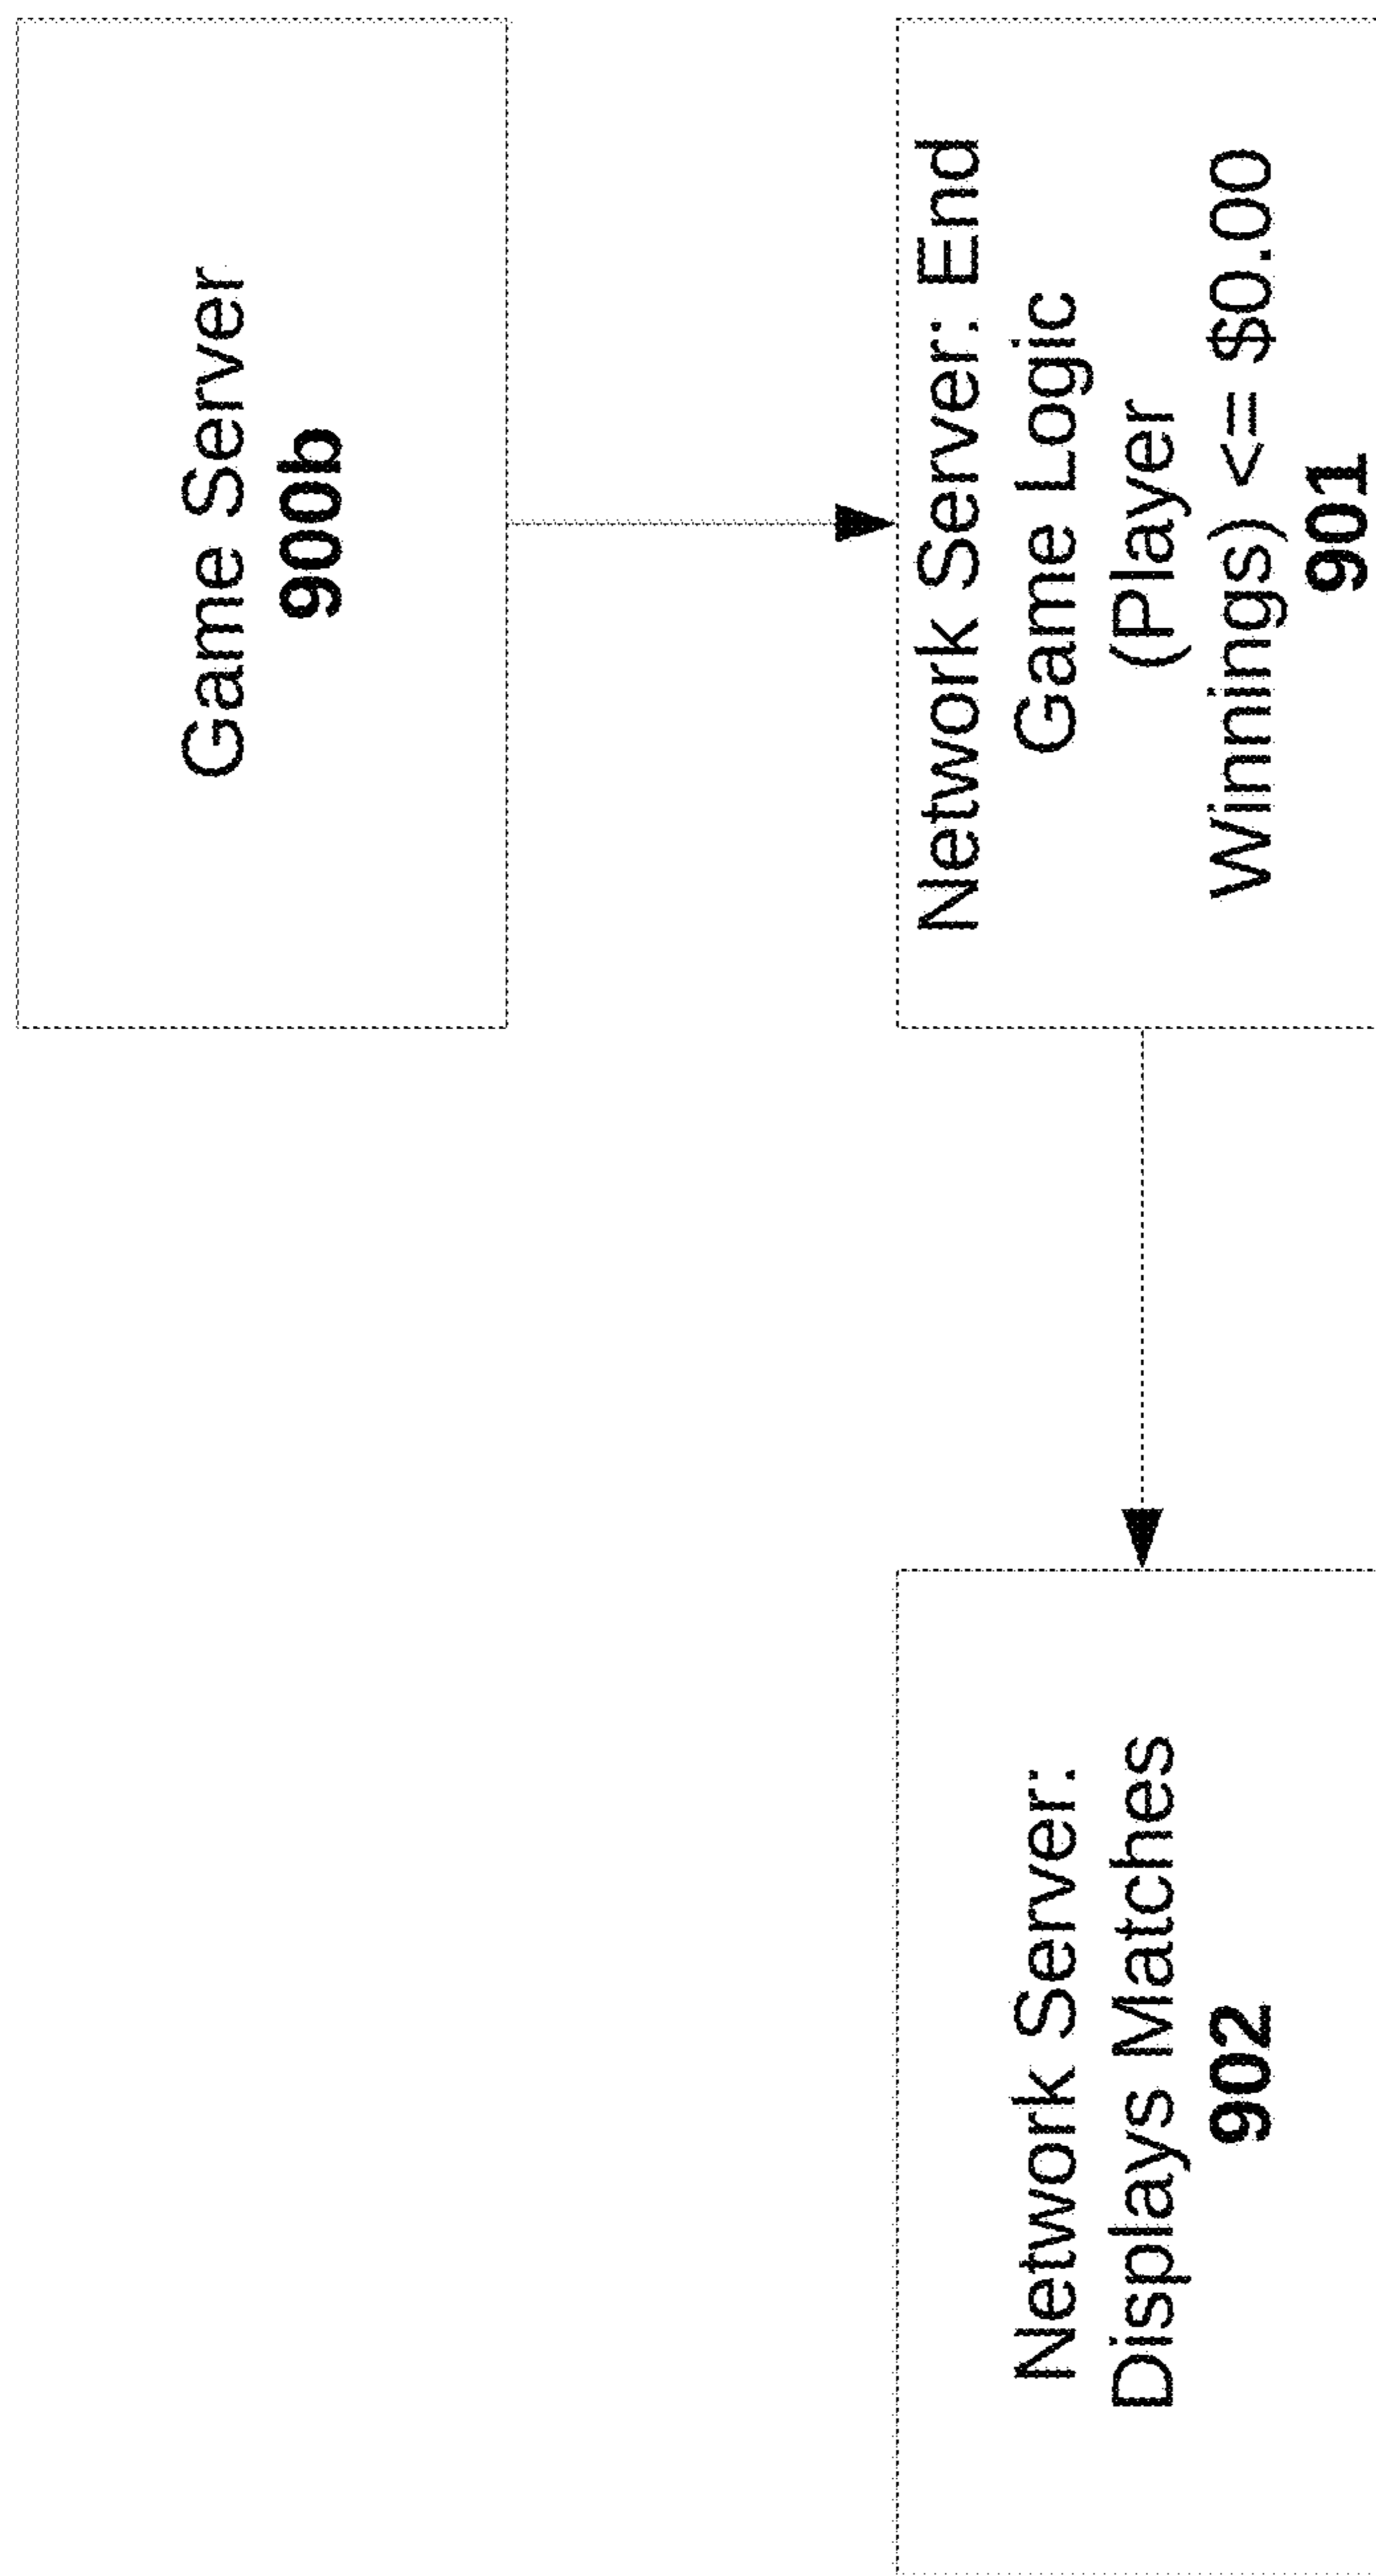 Game Server
900b
Network Server: End
Game Logic
(Player
Winnings) <= $0.00
901
Network Server:
Displays Matches
902